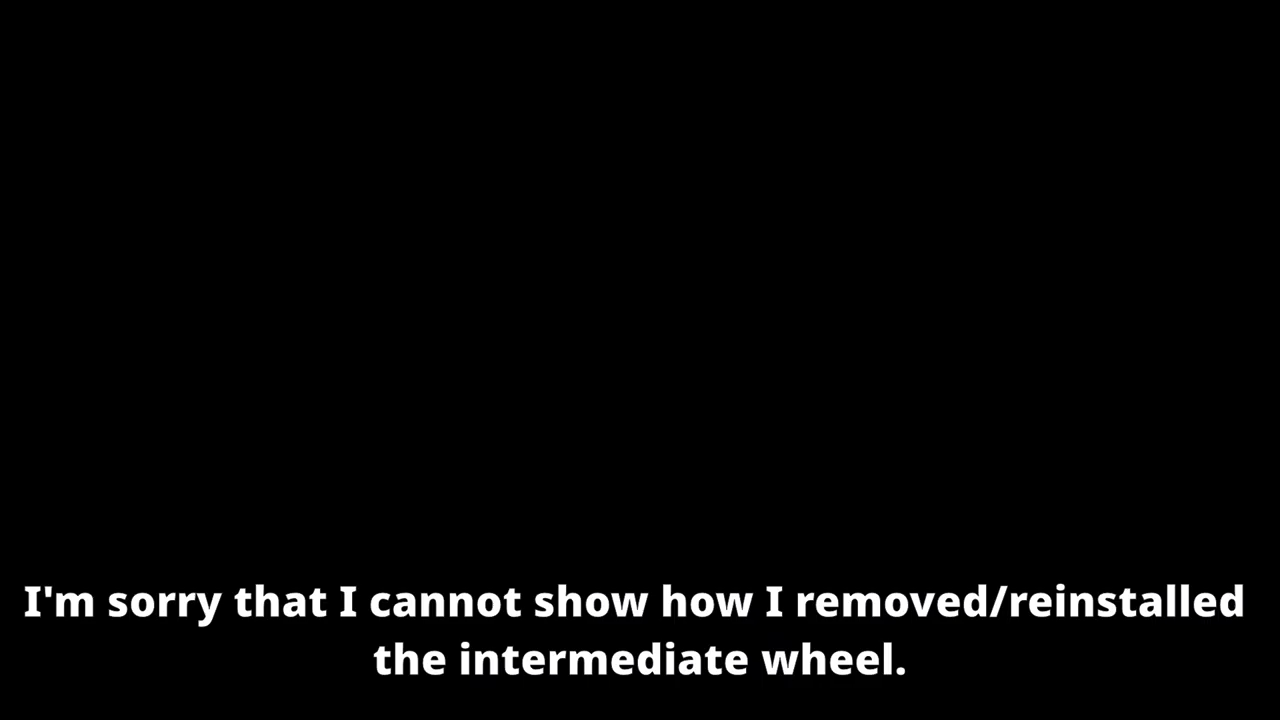 I'm sorry that I cannot show how I removed/reinstalled
the intermediate wheel.